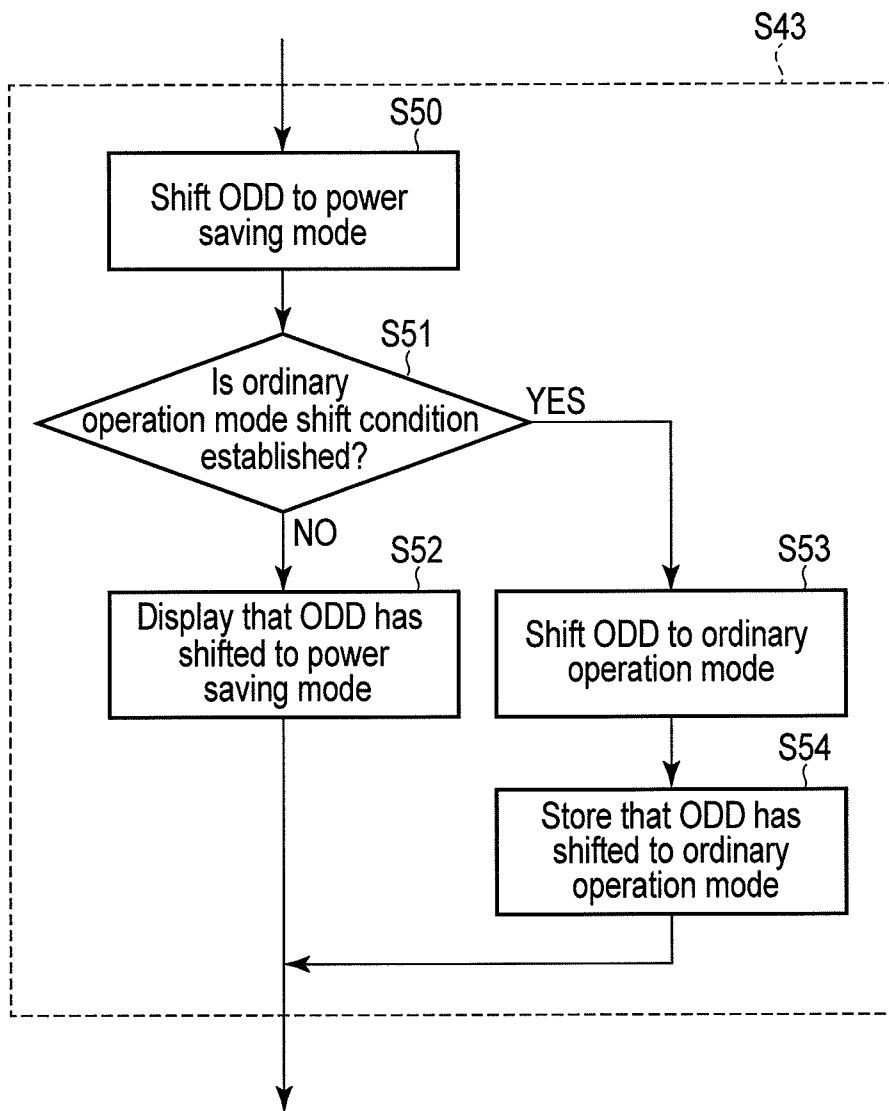 S43
S50
Shift ODD to power
saving mode
S51
Is ordinary
operation mode shift condition
established?
YES
NO
S52
Display that ODD has
shifted to power
saving mode
S53
Shift ODD to ordinary
operation mode
S54
Store that ODD has
shifted to ordinary
operation mode